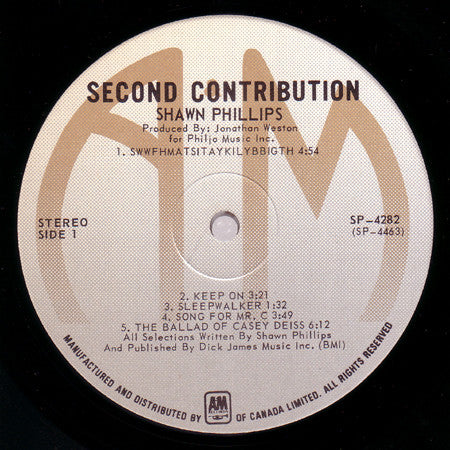 SECOND CONTRIBUTION
SHAWN PHILLIPS
Produced By: Jonathan Weston
for Philjo Music Inc.
1. SWWFHMATSITAYKILYBBIGTH 4:54
STEREO
SIDE 1
SP-4282
(SP-4463)
2. KEEP ON 3:21
3. SLEEPWALKER 1:32
4. SONG FOR MR. C 3:49
5. THE BALLAD OF CASEY DEISS 6:12
All Selections Written by Shawn Phillips
And Published By Dick James Music Inc. (BMI)
MANUFACTURED AND DISTRIBUTED BY A&M RECORDS OF CANADA LIMITED. ALL RIGHTS RESERVED